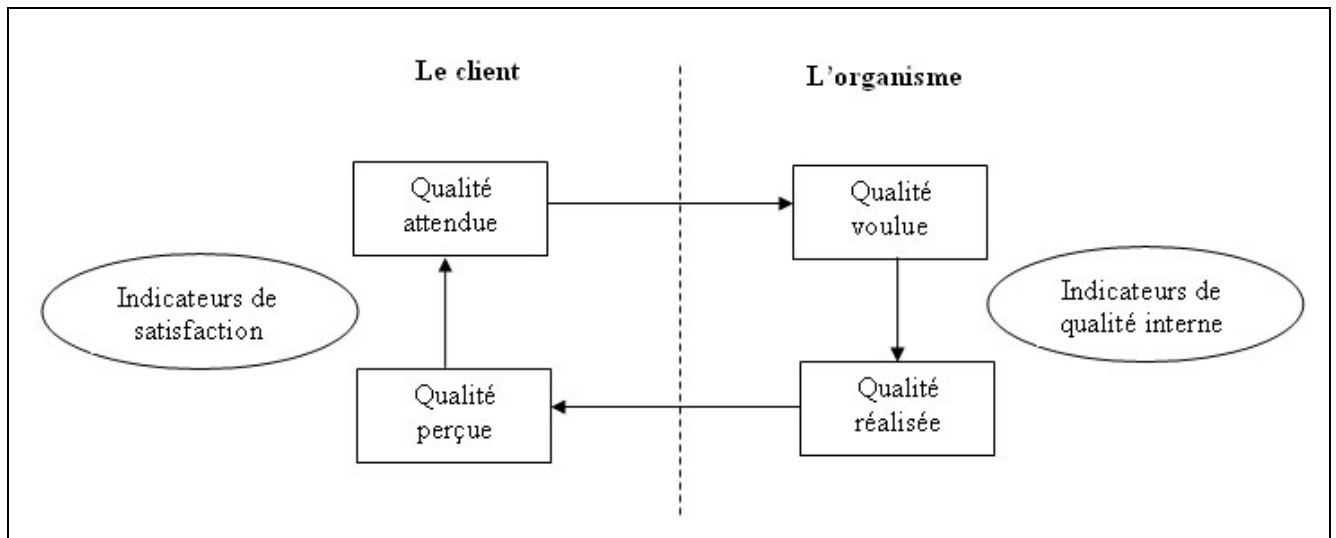 Le client
L'organisme
Qualité
attendue
Qualité
voulue
Indicateurs de
satisfaction
Indicateurs de
qualité interne
Qualité
perçue
Qualité
réalisée